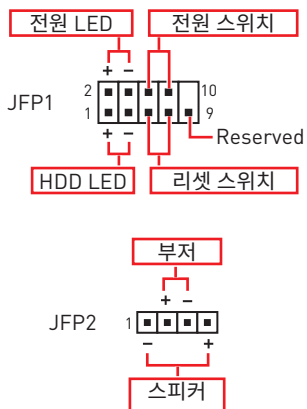 전원 LED 전원 스위치
+ −
JFP1
2 10
1 9
+ −
Reserved
HDD LED 리셋 스위치
부저
+ −
JFP2 1
− +
스피커